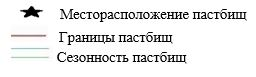 Месторасположение пастбищ
Границы пастбищ
Сезонность пастбищ